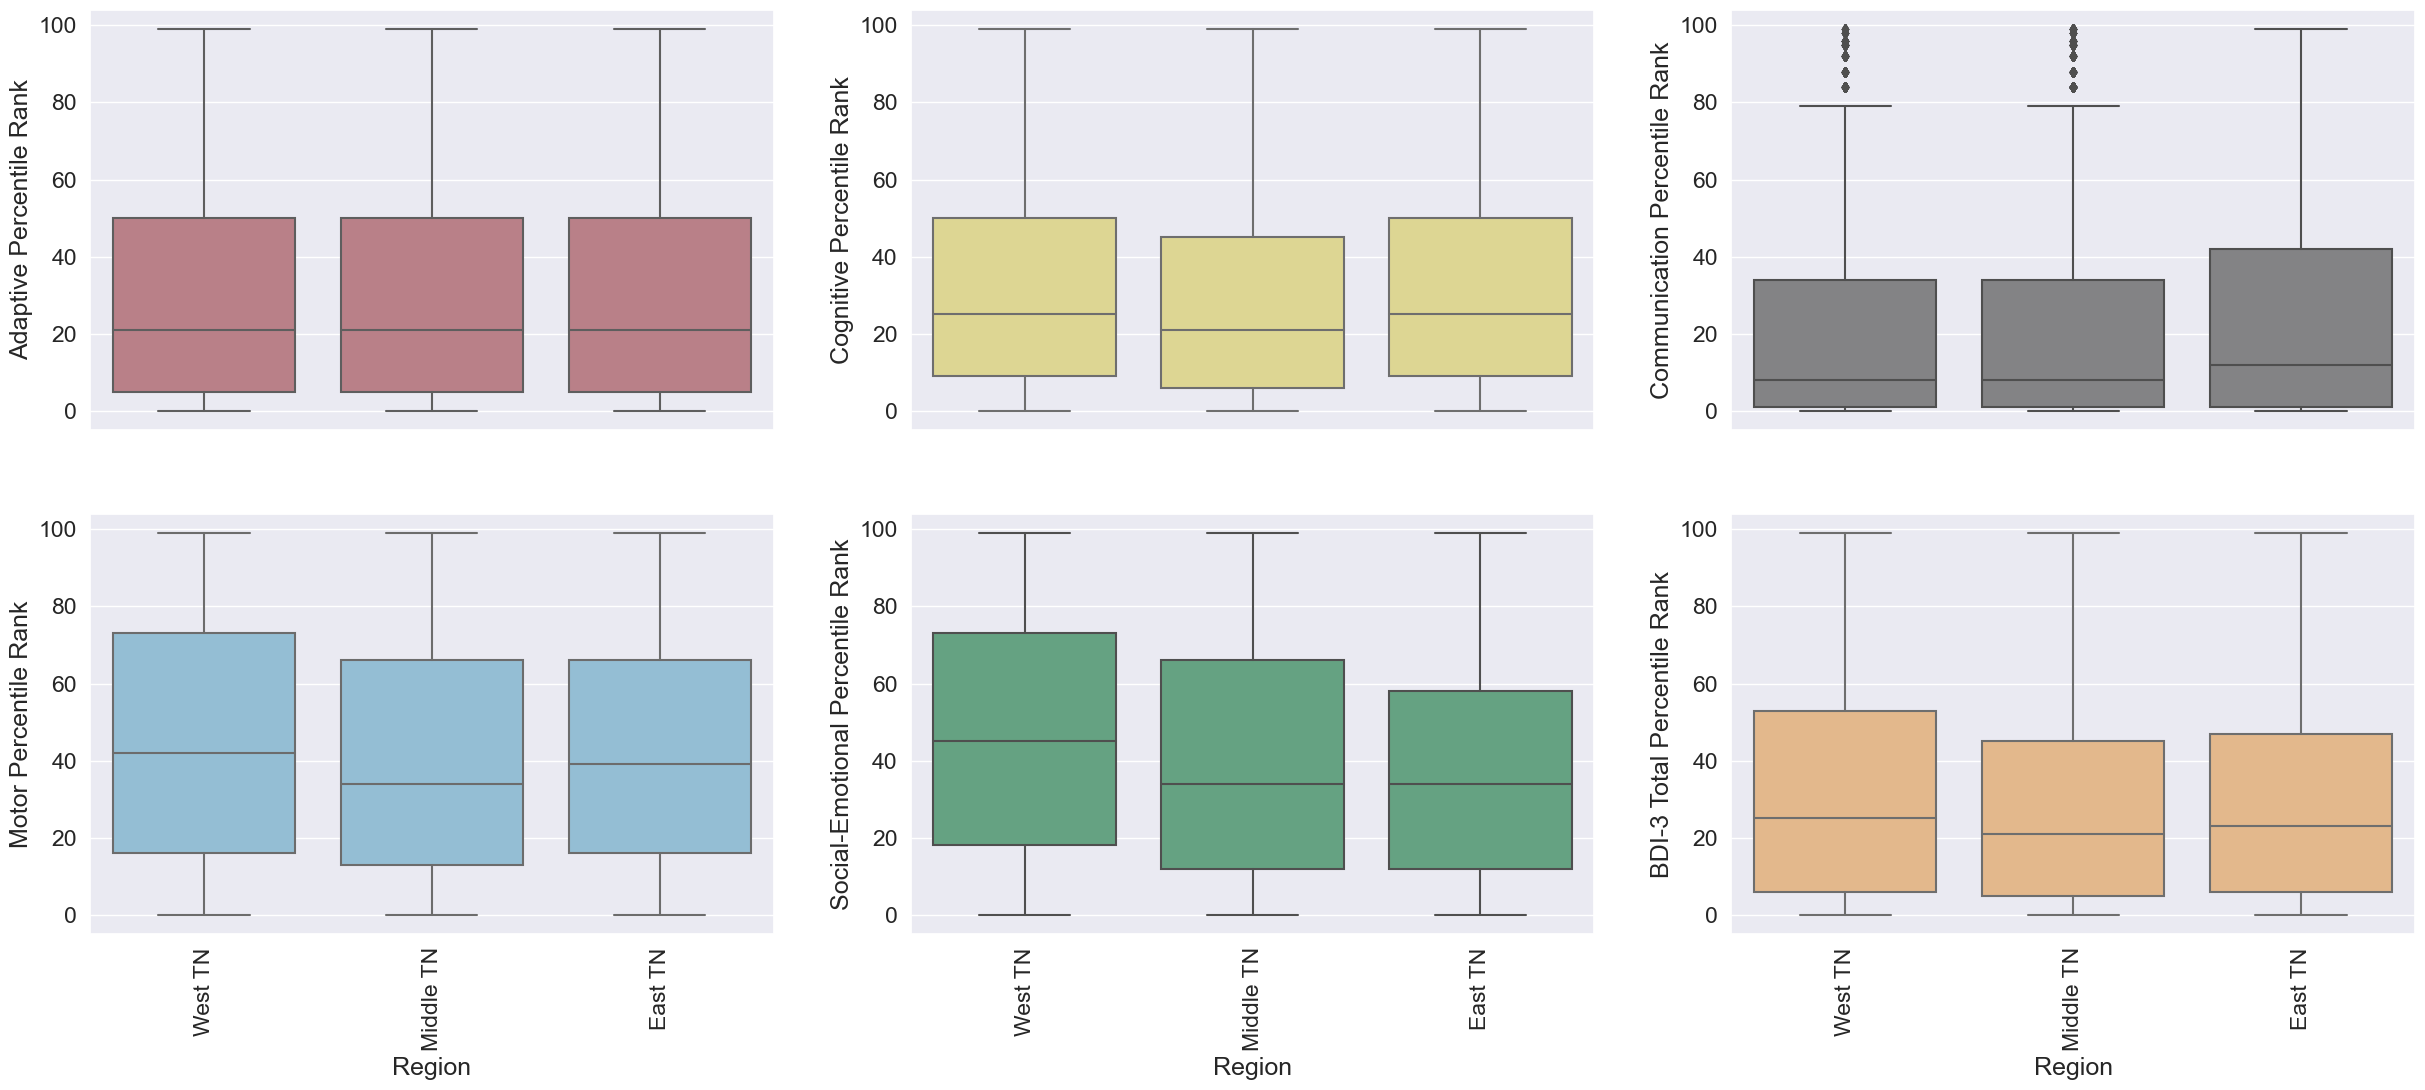 Adaptive Percentile Rank
100
80
60
40
20
0
Cognitive Percentile Rank
100
80
60
40
20
0
Communication Percentile Rank
100
80
60
40
20
0
Motor Percentile Rank
100
80
60
40
20
0
West TN
Middle TN
East TN
Region
Social-Emotional Percentile Rank
100
80
60
40
20
0
West TN
Middle TN
East TN
Region
BDI-3 Total Percentile Rank
100
80
60
40
20
0
West TN
Middle TN
East TN
Region